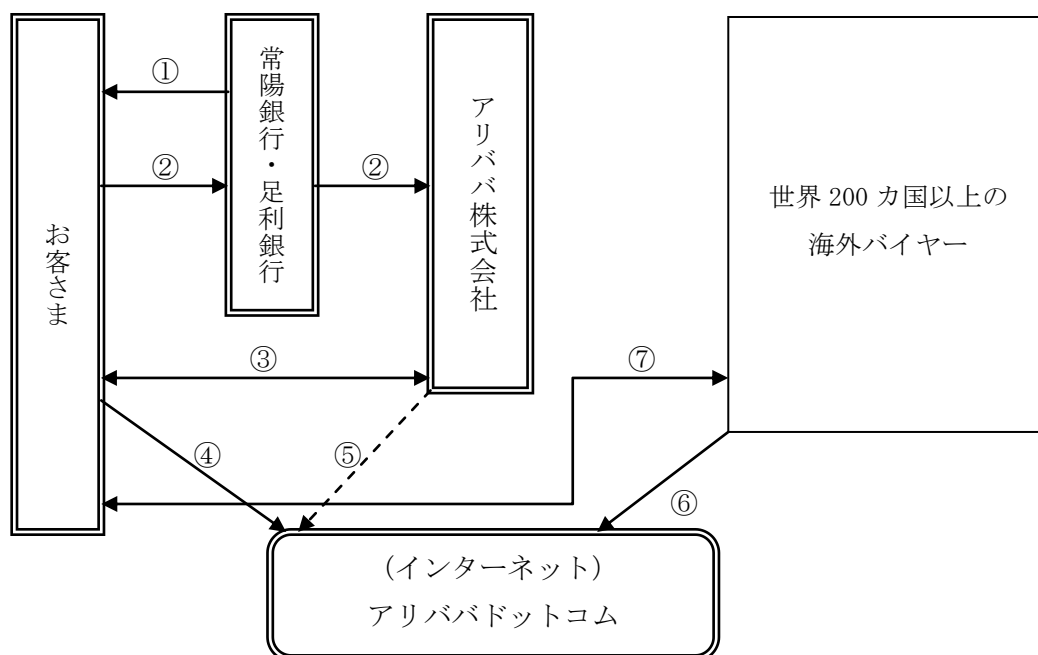 お客さま
①
②
常陽銀行・足利銀行
②
アリババ株式会社
世界 200 カ国以上の
海外バイヤー
③
⑦
④
⑤
⑥
(インターネット)
アリババドットコム